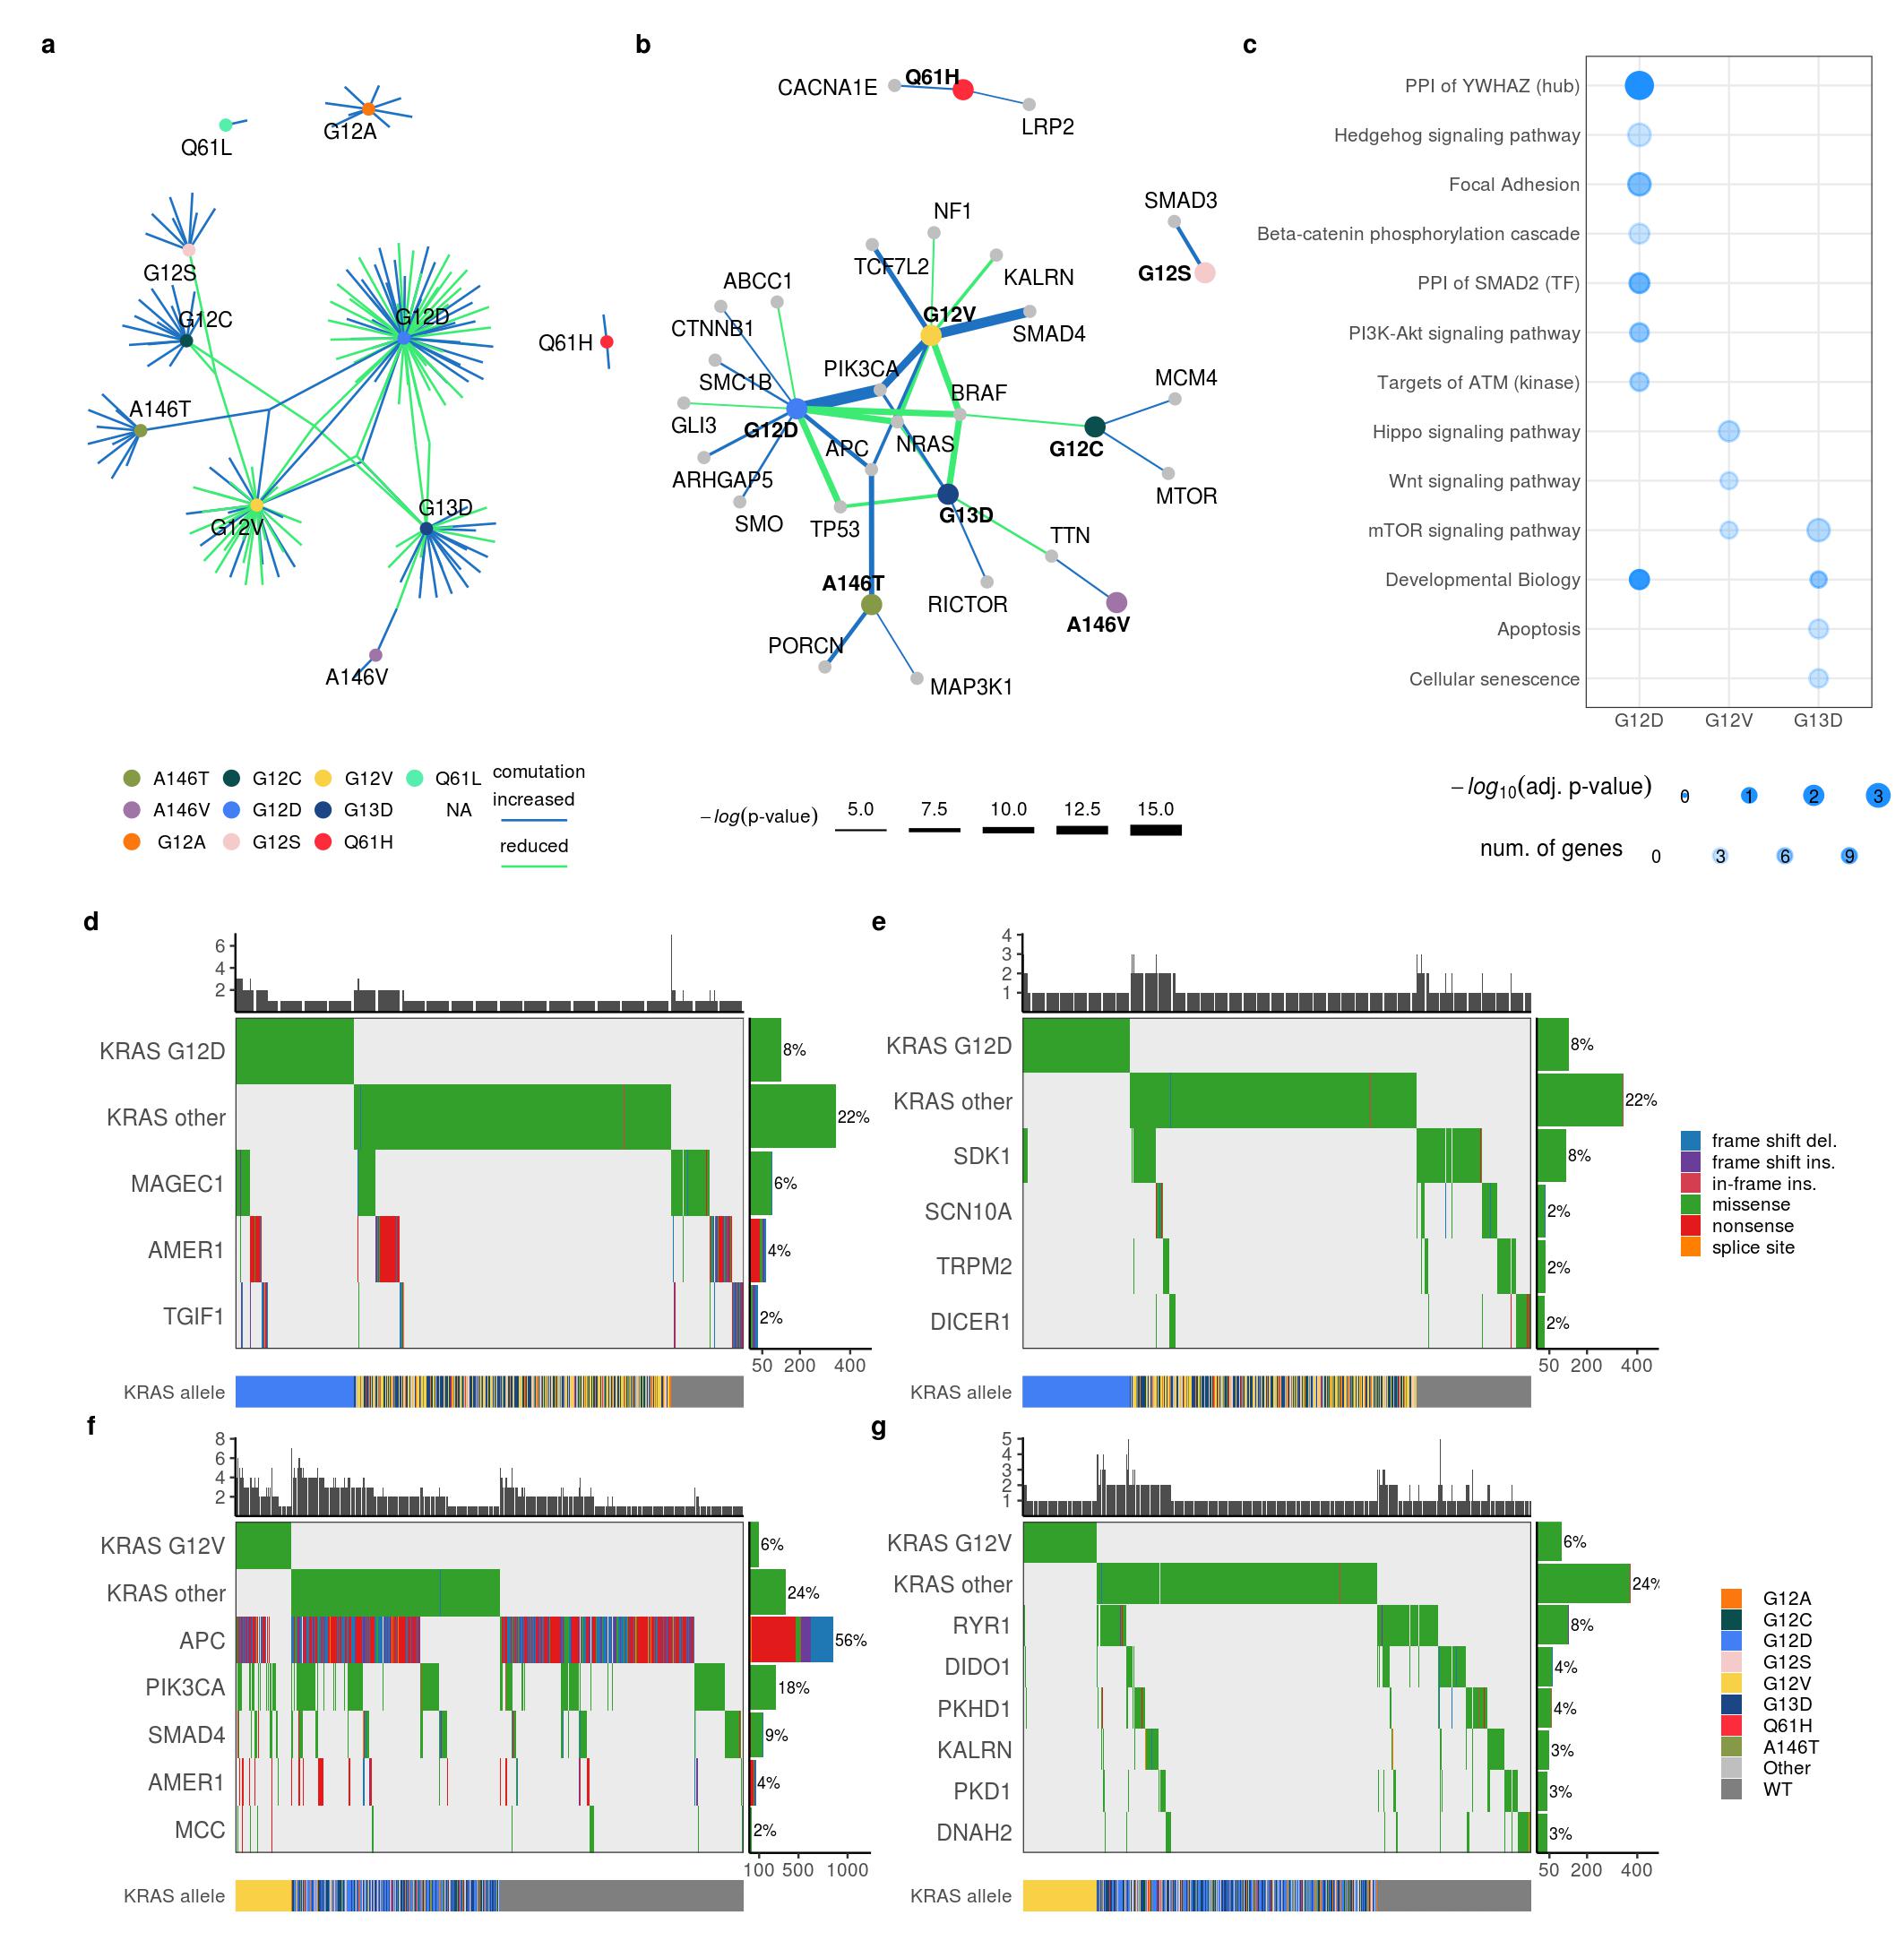 a
Q61L
G12A
G12S
G12C
G12D
Q61H
A146T
G12V
G13D
A146V
A146T
G12C
G12V
Q61L
A146V
G12D
G13D
NA
G12A
G12S
Q61H
comutation
increased
reduced
b
CACNA1E
Q61H
LRP2
SMAD3
G12S
NF1
TCF7L2
KALRN
ABCC1
G12V
CTNNB1
SMAD4
PIK3CA
SMC1B
BRAF
MCM4
GLI3
G12D
APC
NRAS
G12C
ARHGAP5
MTOR
SMO
TP53
G13D
TTN
A146T
RICTOR
A146V
PORCN
MAP3K1
−log(p-value)
5.0
7.5
10.0
12.5
15.0
c
PPI of YWHAZ (hub)
Hedgehog signaling pathway
Focal Adhesion
Beta-catenin phosphorylation cascade
PPI of SMAD2 (TF)
PI3K-Akt signaling pathway
Targets of ATM (kinase)
Hippo signaling pathway
Wnt signaling pathway
mTOR signaling pathway
Developmental Biology
Apoptosis
Cellular senescence
G12D G12V G13D
−log10(adj. p-value) 0 1 2 3
num. of genes 0 3 6 9
d
6
4
2
KRAS G12D
8%
KRAS other
22%
MAGEC1
6%
AMER1
4%
TGIF1
2%
50 200 400
KRAS allele
e
4
3
2
1
KRAS G12D
8%
KRAS other
22%
SDK1
8%
SCN10A
2%
TRPM2
2%
DICER1
2%
50 200 400
KRAS allele
frame shift del.
frame shift ins.
in-frame ins.
missense
nonsense
splice site
f
8
6
4
2
KRAS G12V
6%
KRAS other
24%
APC
56%
PIK3CA
18%
SMAD4
9%
AMER1
4%
MCC
2%
100 500 1000
KRAS allele
g
5
4
3
2
1
KRAS G12V
6%
KRAS other
24%
RYR1
8%
DIDO1
4%
PKHD1
4%
KALRN
3%
PKD1
3%
DNAH2
3%
50 200 400
KRAS allele
G12A
G12C
G12D
G12S
G12V
G13D
Q61H
A146T
Other
WT